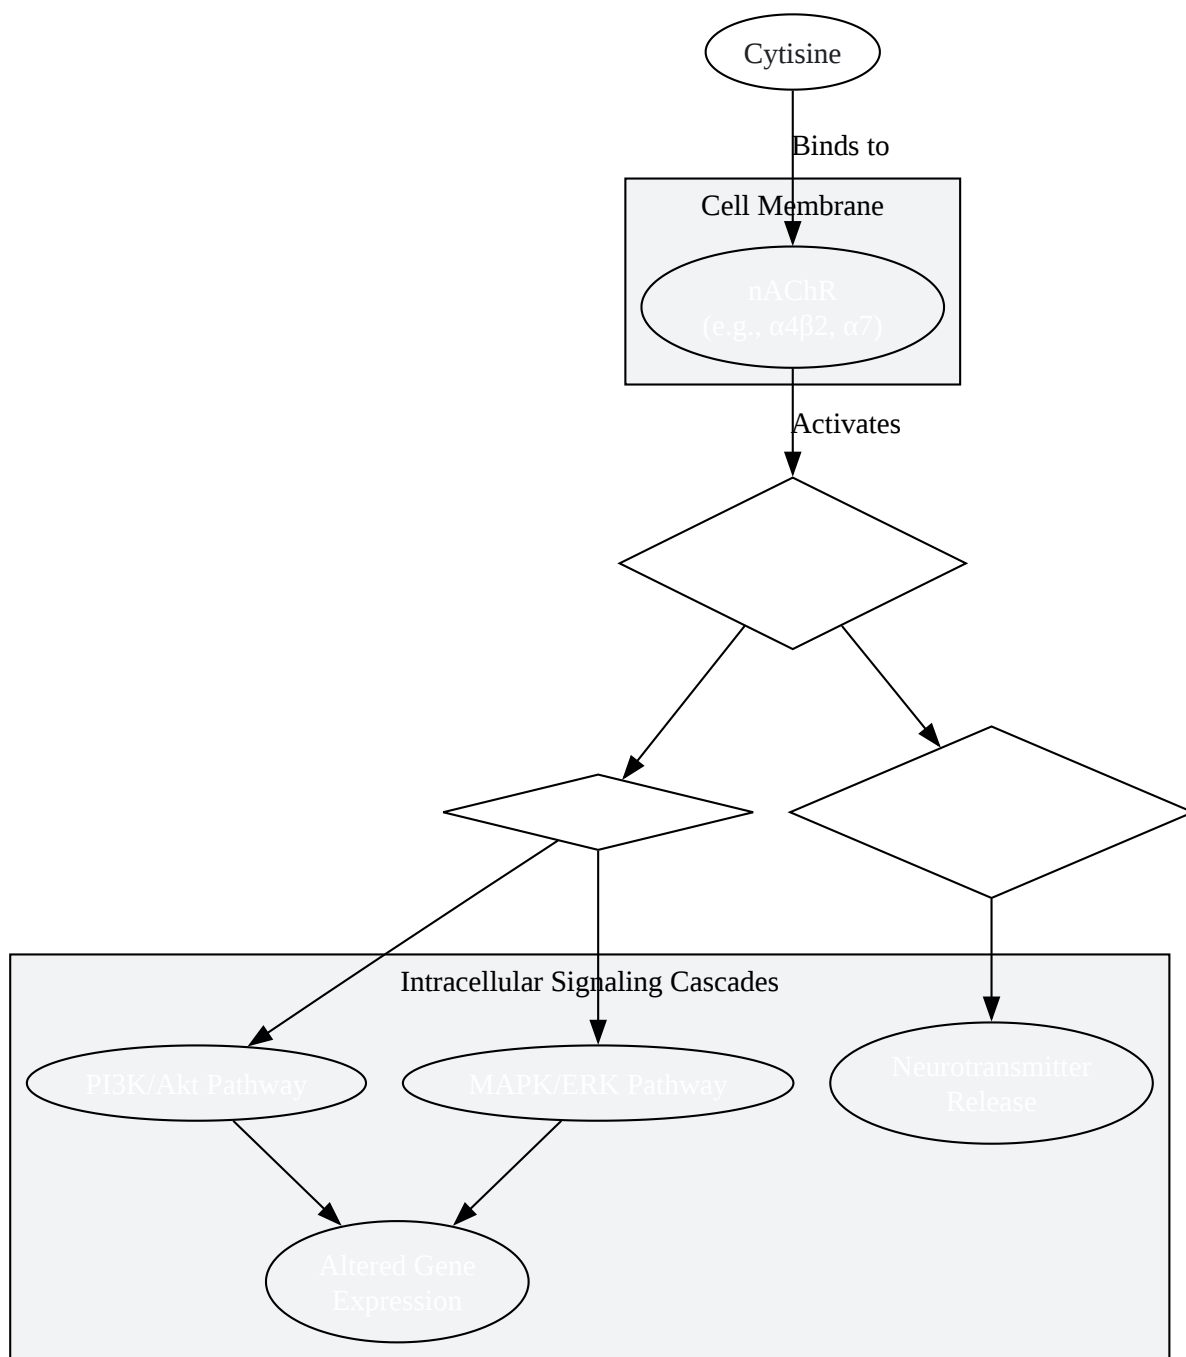 Cytisine
Binds to
Cell Membrane
nAChR
(e.g., α4β2, α7)
Activates
Intracellular Signaling Cascades
PI3K/Akt Pathway
MAPK/ERK Pathway
Neurotransmitter
Release
Altered Gene
Expression